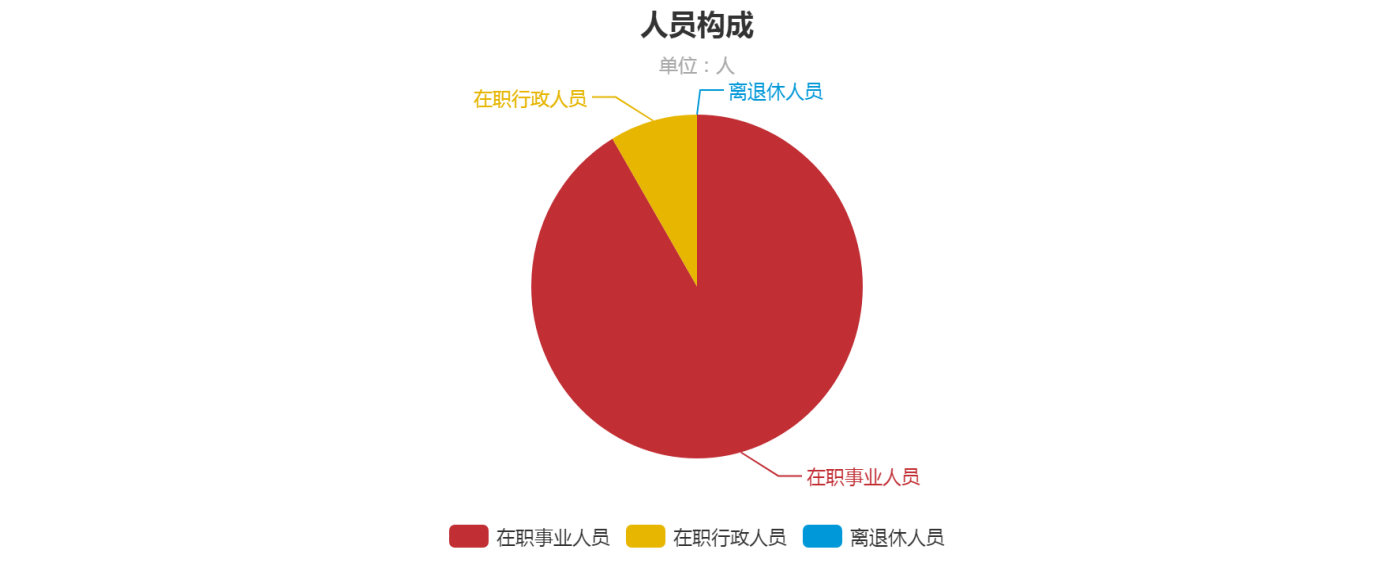 人员构成
单位：人
离退休人员
在职行政人员
在职事业人员
在职事业人员 在职行政人员 离退休人员